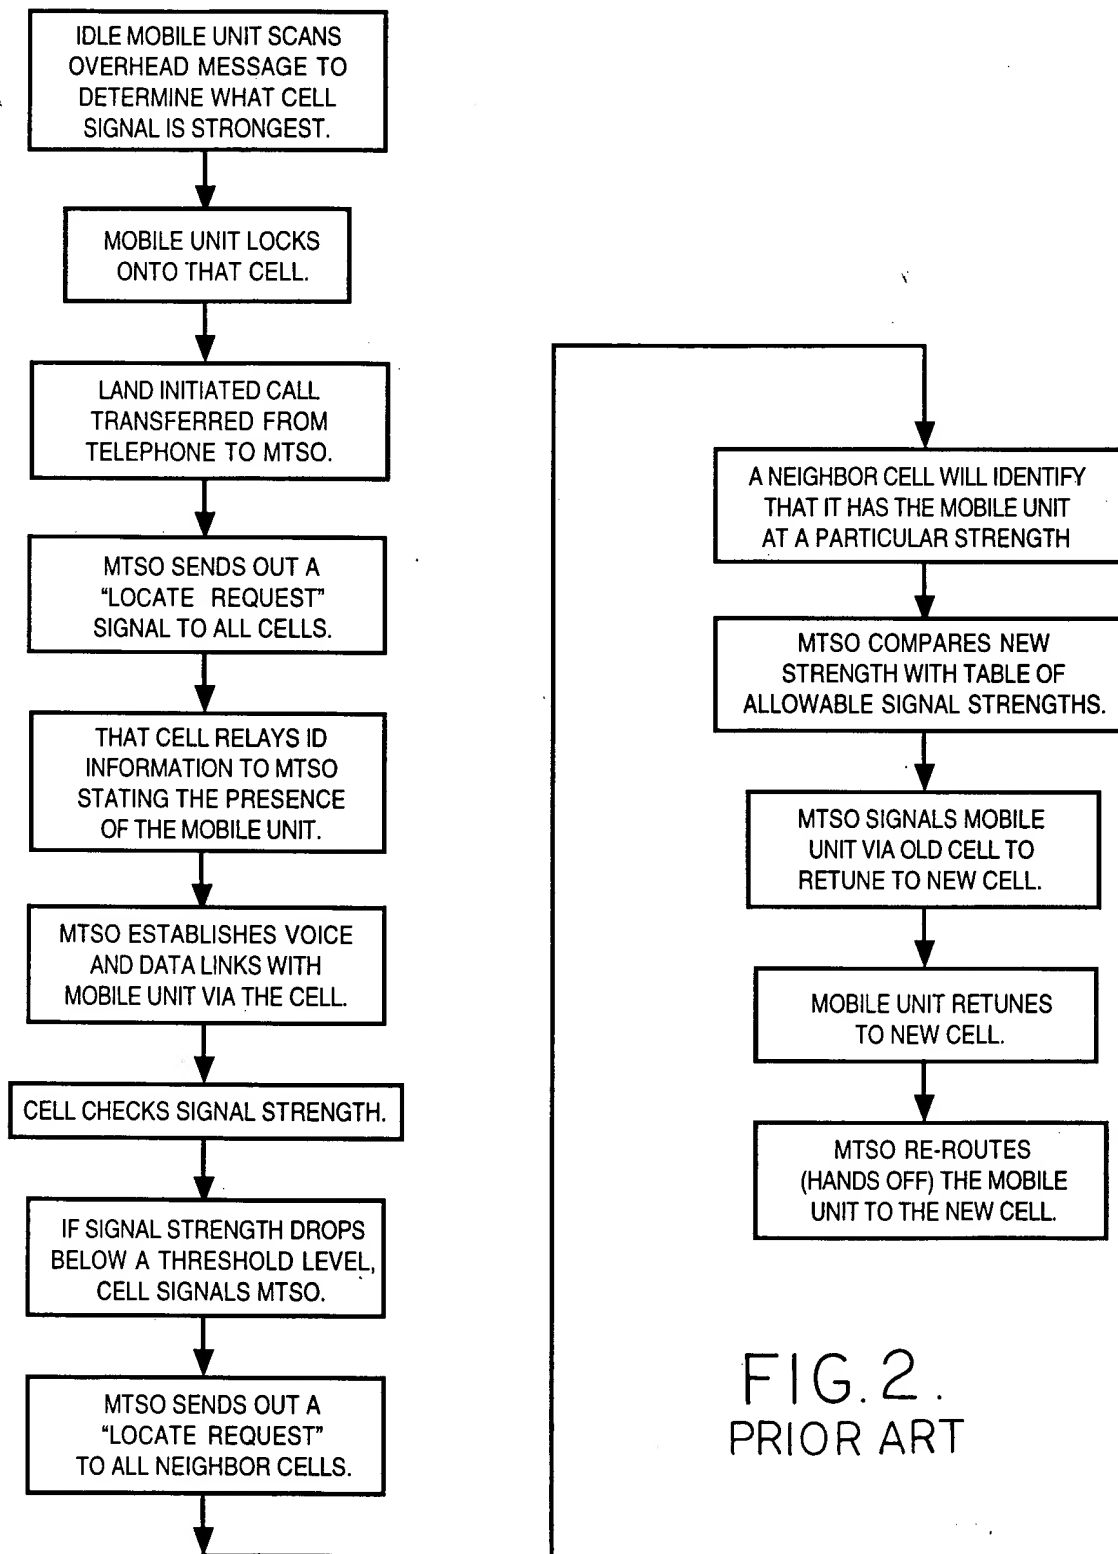 IDLE MOBILE UNIT SCANS
OVERHEAD MESSAGE TO
DETERMINE WHAT CELL
SIGNAL IS STRONGEST.
MOBILE UNIT LOCKS
ONTO THAT CELL.
LAND INITIATED CALL
TRANSFERRED FROM
TELEPHONE TO MTSO.
MTSO SENDS OUT A
“LOCATE REQUEST”
SIGNAL TO ALL CELLS.
THAT CELL RELAYS ID
INFORMATION TO MTSO
STATING THE PRESENCE
OF THE MOBILE UNIT.
MTSO ESTABLISHES VOICE
AND DATA LINKS WITH
MOBILE UNIT VIA THE CELL.
CELL CHECKS SIGNAL STRENGTH.
IF SIGNAL STRENGTH DROPS
BELOW A THRESHOLD LEVEL,
CELL SIGNALS MTSO.
MTSO SENDS OUT A
“LOCATE REQUEST”
TO ALL NEIGHBOR CELLS.
A NEIGHBOR CELL WILL IDENTIFY
THAT IT HAS THE MOBILE UNIT
AT A PARTICULAR STRENGTH
MTSO COMPARES NEW
STRENGTH WITH TABLE OF
ALLOWABLE SIGNAL STRENGTHS.
MTSO SIGNALS MOBILE
UNIT VIA OLD CELL TO
RETUNE TO NEW CELL.
MOBILE UNIT RETUNES
TO NEW CELL.
MTSO RE-ROUTES
(HANDS OFF) THE MOBILE
UNIT TO THE NEW CELL.
FIG. 2.
PRIOR ART